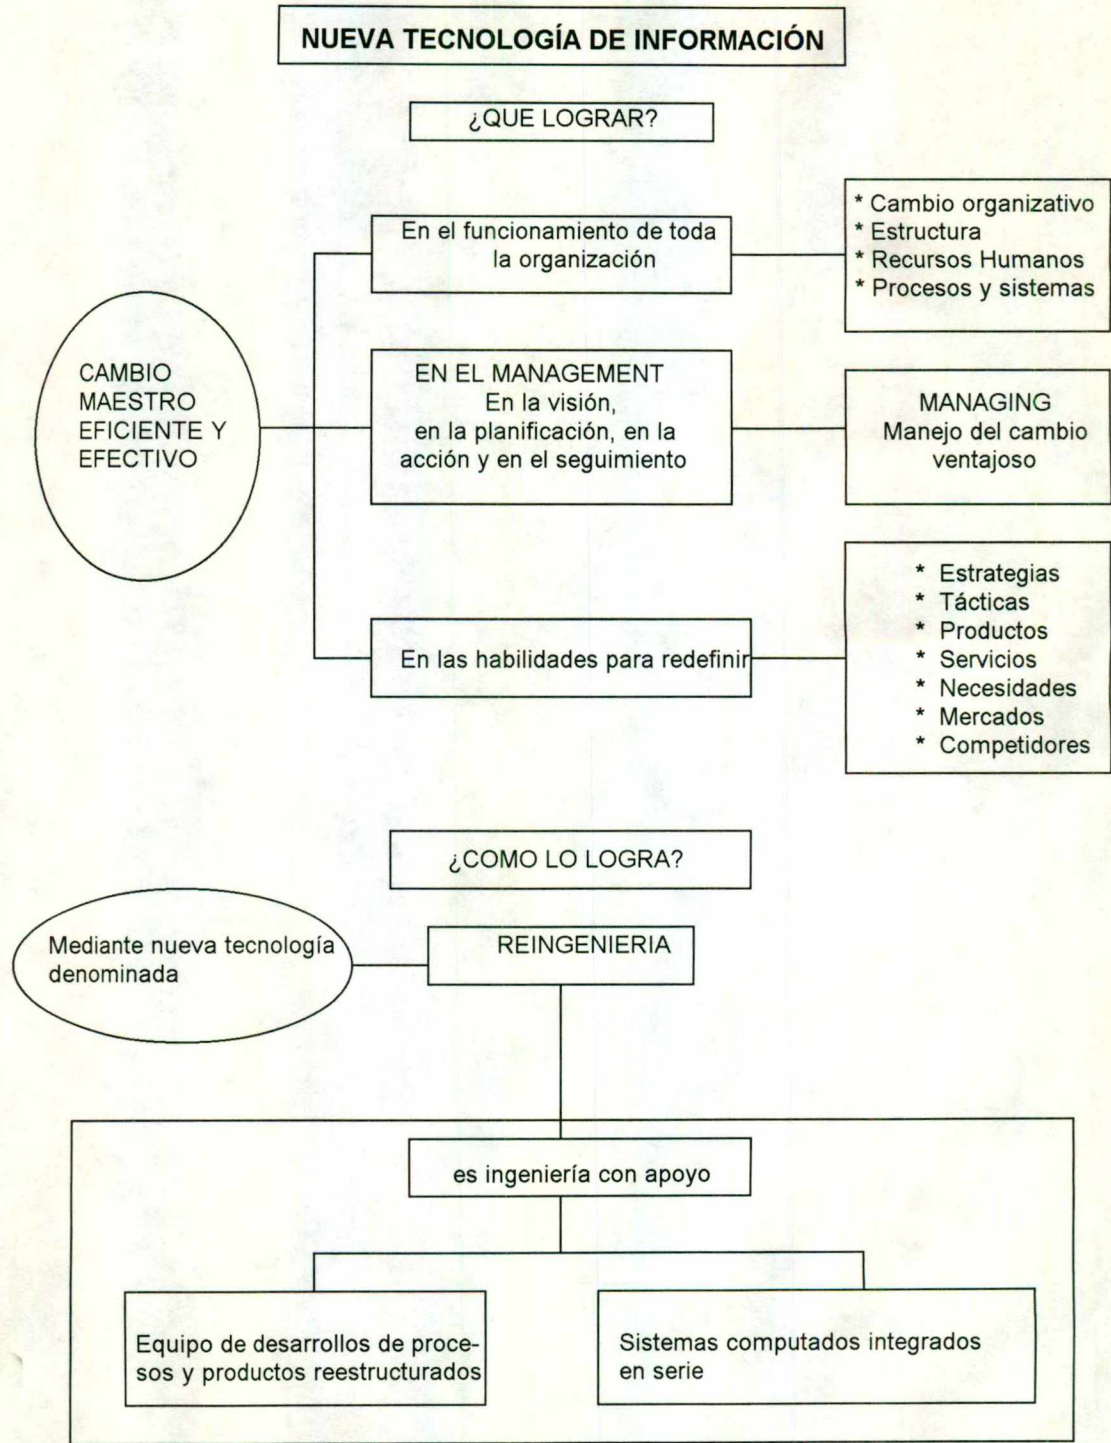 NUEVA TECNOLOGÍA DE INFORMACIÓN
¿QUE LOGRAR?
En el funcionamiento de toda
la organización
* Cambio organizativo
* Estructura
* Recursos Humanos
* Procesos y sistemas
CAMBIO
MAESTRO
EFICIENTE Y
EFECTIVO
EN EL MANAGEMENT
En la visión,
en la planificación, en la
acción y en el seguimiento
MANAGING
Manejo del cambio
ventajoso
En las habilidades para redefinir
* Estrategias
* Tácticas
* Productos
* Servicios
* Necesidades
* Mercados
* Competidores
¿COMO LO LOGRA?
Mediante nueva tecnología
denominada
REINGENIERIA
es ingeniería con apoyo
Equipo de desarrollos de proce-
sos y productos reestructurados
Sistemas computados integrados
en serie